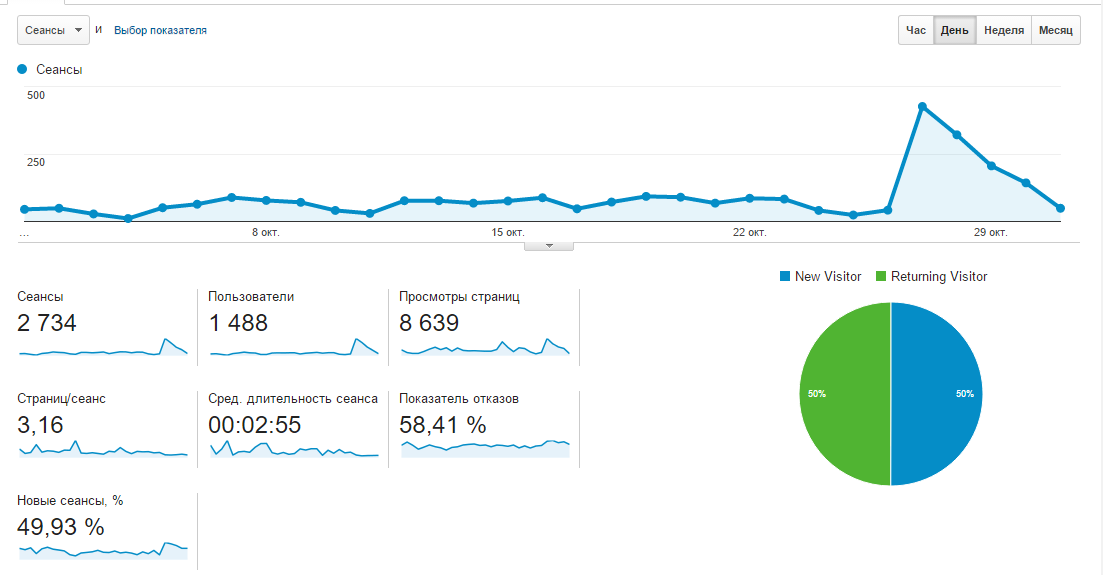 Сеансы И Выбор показателя Час День Неделя Месяц
Сеансы
500
250
... 8 окт. 15 окт. 22 окт. 29 окт.
New Visitor Returning Visitor
Сеансы Пользователи Просмотры страниц
2 734 1 488 8 639
Страниц/сеанс Сред. длительность сеанса Показатель отказов
3,16 00:02:55 58,41 %
50% 50%
Новые сеансы, %
49,93 %